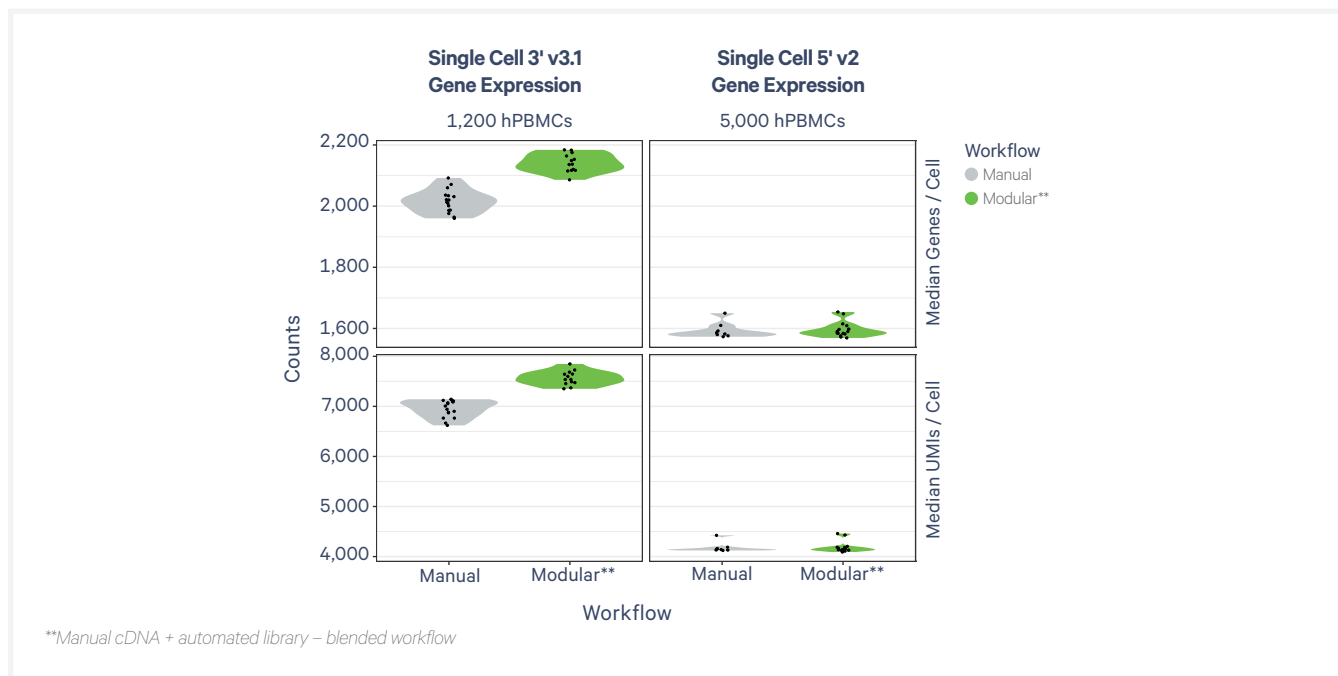 Single Cell 3' v3.1
Gene Expression
1,200 hPBMCs
Single Cell 5' v2
Gene Expression
5,000 hPBMCs
2,200
2,000
1,800
1,600
8,000
7,000
6,000
5,000
4,000
Counts
Median Genes / Cell
Median UMIs / Cell
Workflow
Manual
Modular**
Manual
Modular**
Manual
Modular**
Workflow
**Manual cDNA + automated library – blended workflow